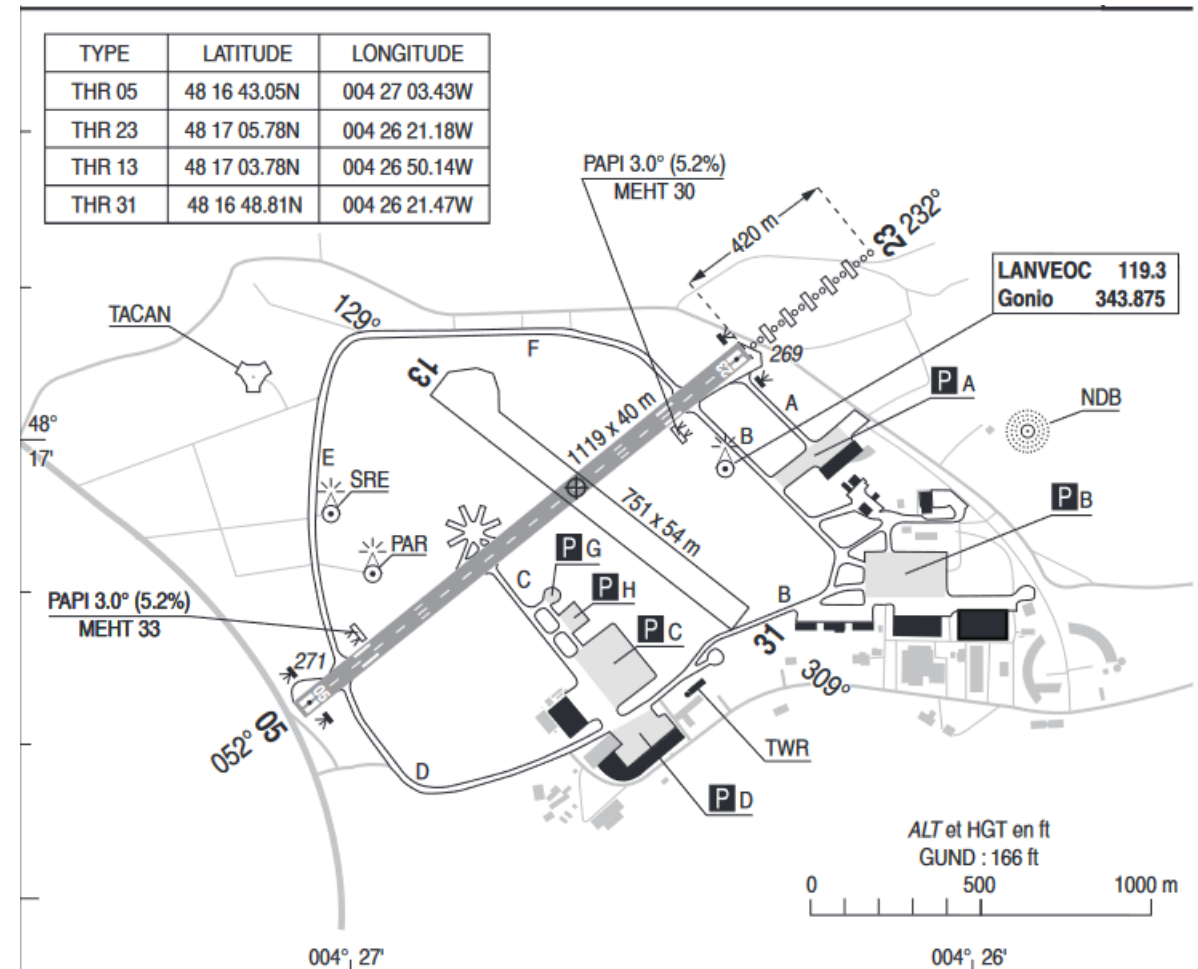 TYPE LATITUDE LONGITUDE
THR 05 48 16 43.05N 004 27 03.43W
THR 23 48 17 05.78N 004 26 21.18W
THR 13 48 17 03.78N 004 26 50.14W
THR 31 48 16 48.81N 004 26 21.47W
PAPI 3.0° (5.2%)
MEHT 30
420 m
23 232°
LANVEOC 119.3
Gonio 343.875
TACAN
129°
F
13
23
269
A
P A
NDB
48°
17'
1119 x 40 m
B
E
SRE
751 x 54 m
P B
PAR
P G
C
P H
B
PAPI 3.0° (5.2%)
MEHT 33
P C
31
309°
271
05
052° 05
TWR
D
P D
ALT et HGT en ft
GUND : 166 ft
0 500 1000 m
004° 27'
004° 26'